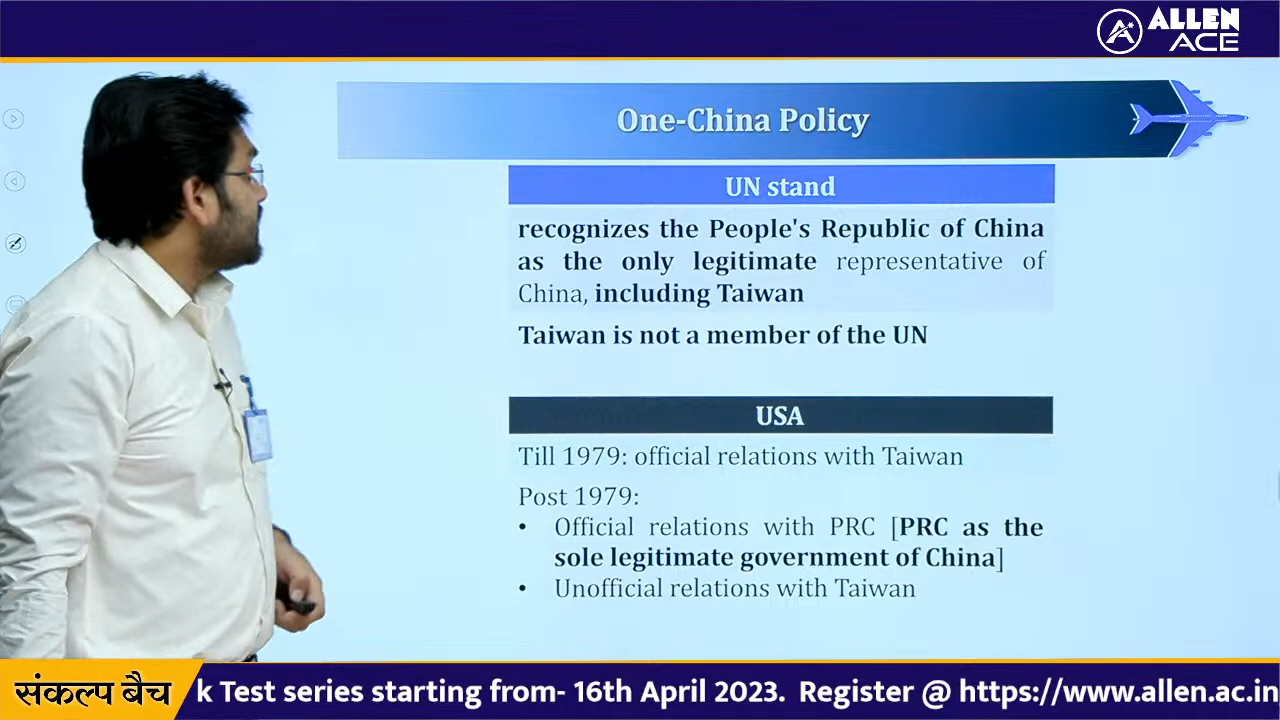 ALLEN
ACE
One-China Policy
UN stand
recognizes the People's Republic of China
as the only legitimate representative of
China, including Taiwan
Taiwan is not a member of the UN
USA
Till 1979: official relations with Taiwan
Post 1979:
• Official relations with PRC [PRC as the
sole legitimate government of China]
• Unofficial relations with Taiwan
संकल्प बैच
k Test series starting from- 16th April 2023. Register @ https://www.allen.ac.in